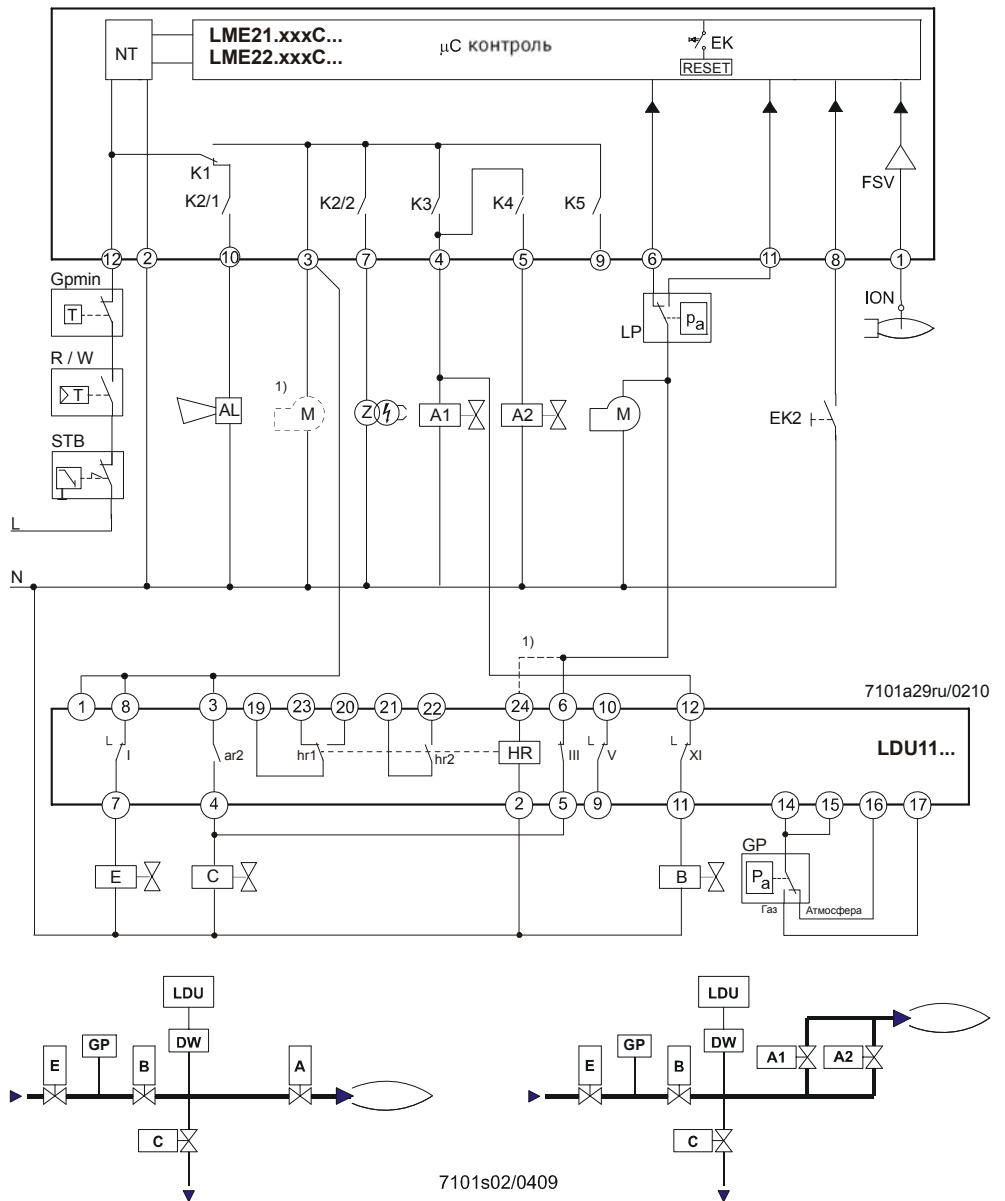 LME21.xxxC...
LME22.xxxC...
µC контроль
EK
RESET
NT
FSV
K1
K2/1
K2/2
K3
K4
K5
12
2
10
3
7
4
5
9
6
11
8
1
Gpmin
T
R / W
T
STB
L
N
AL
1)
M
Z
A1
A2
M
LP
pa
ION
EK2
1)
7101a29ru/0210
1
8
3
19
23
20
21
22
24
6
10
12
LDU11...
L
I
ar2
hr1
hr2
HR
III
L
V
L
XI
7
4
2
5
9
11
14
15
16
17
E
C
B
GP
Pa
Газ
Атмосфера
LDU
DW
GP
E
B
A
C
LDU
DW
GP
E
B
A1
A2
C
7101s02/0409